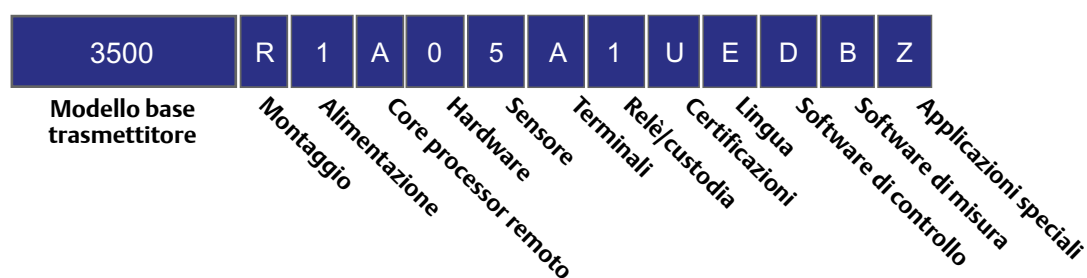 3500 R 1 A 0 5 A 1 U E D B Z
Modello base
trasmettitore
Montaggio
Alimentazione
Core processor remoto
Hardware
Sensore
Terminali
Relè/custodia
Certificazioni
Lingua
Software di controllo
Software di misura
Applicazioni speciali